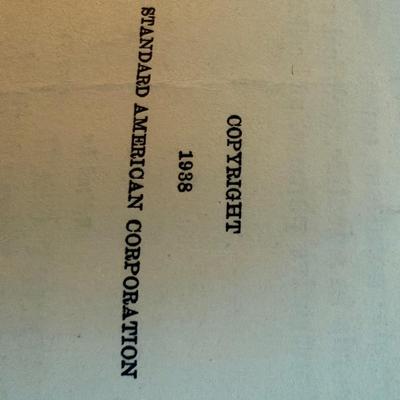 COPYRIGHT
1938
STANDARD AMERICAN CORPORATION